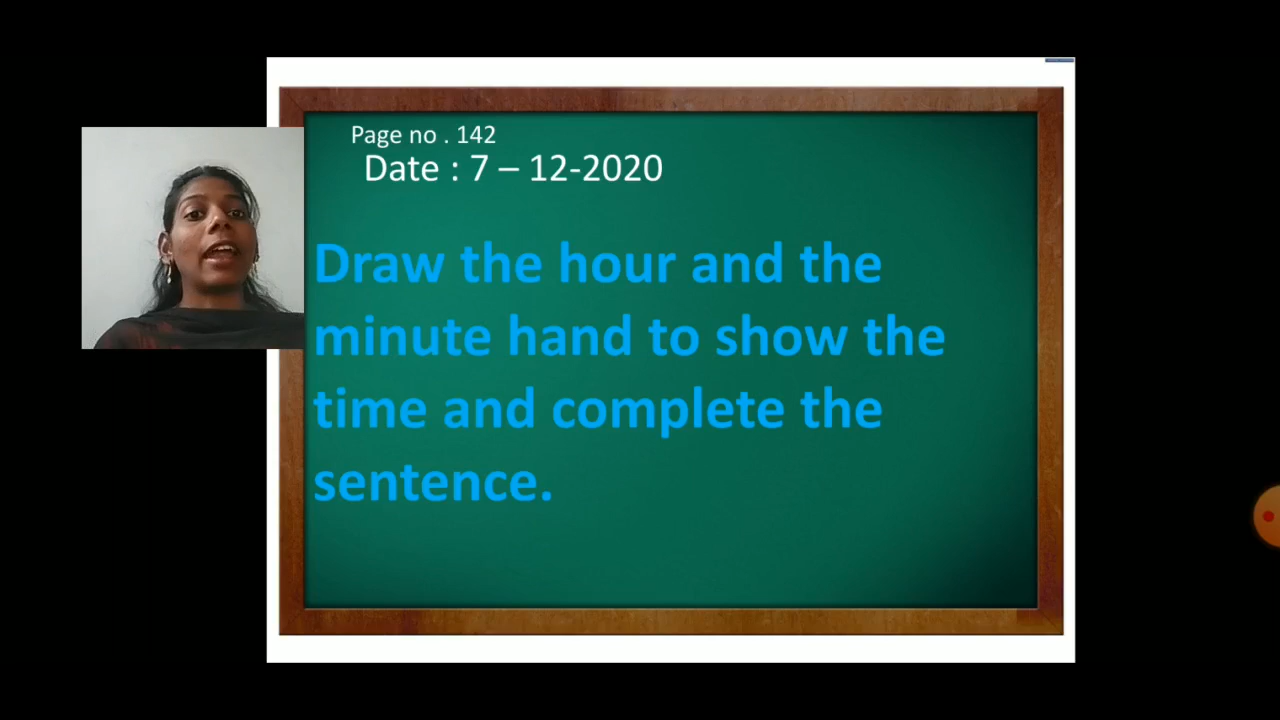 Page no . 142
Date : 7 – 12-2020
Draw the hour and the
minute hand to show the
time and complete the
sentence.